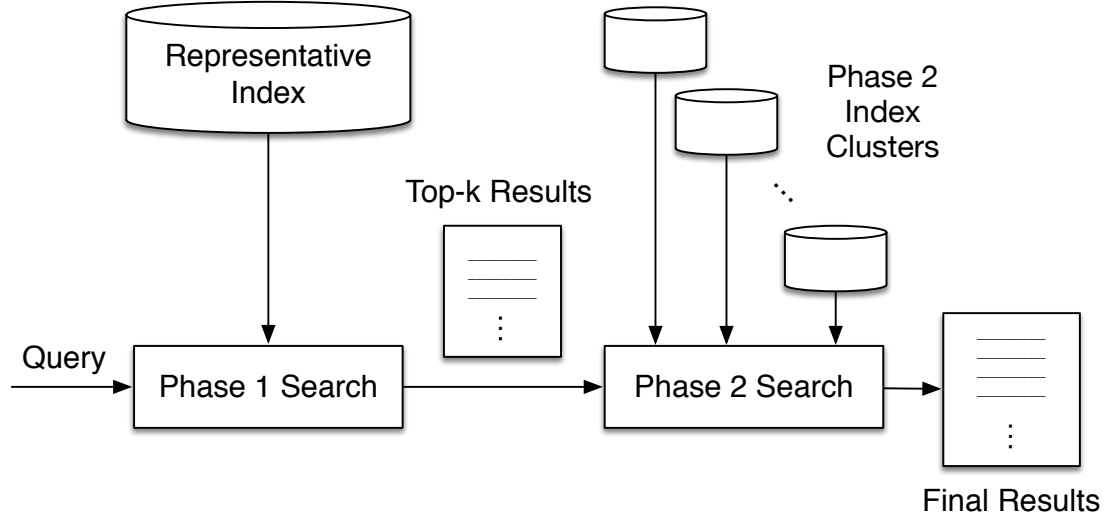 Representative
Index
Phase 2
Index
Clusters
Top-k Results
Query
Phase 1 Search
Phase 2 Search
Final Results